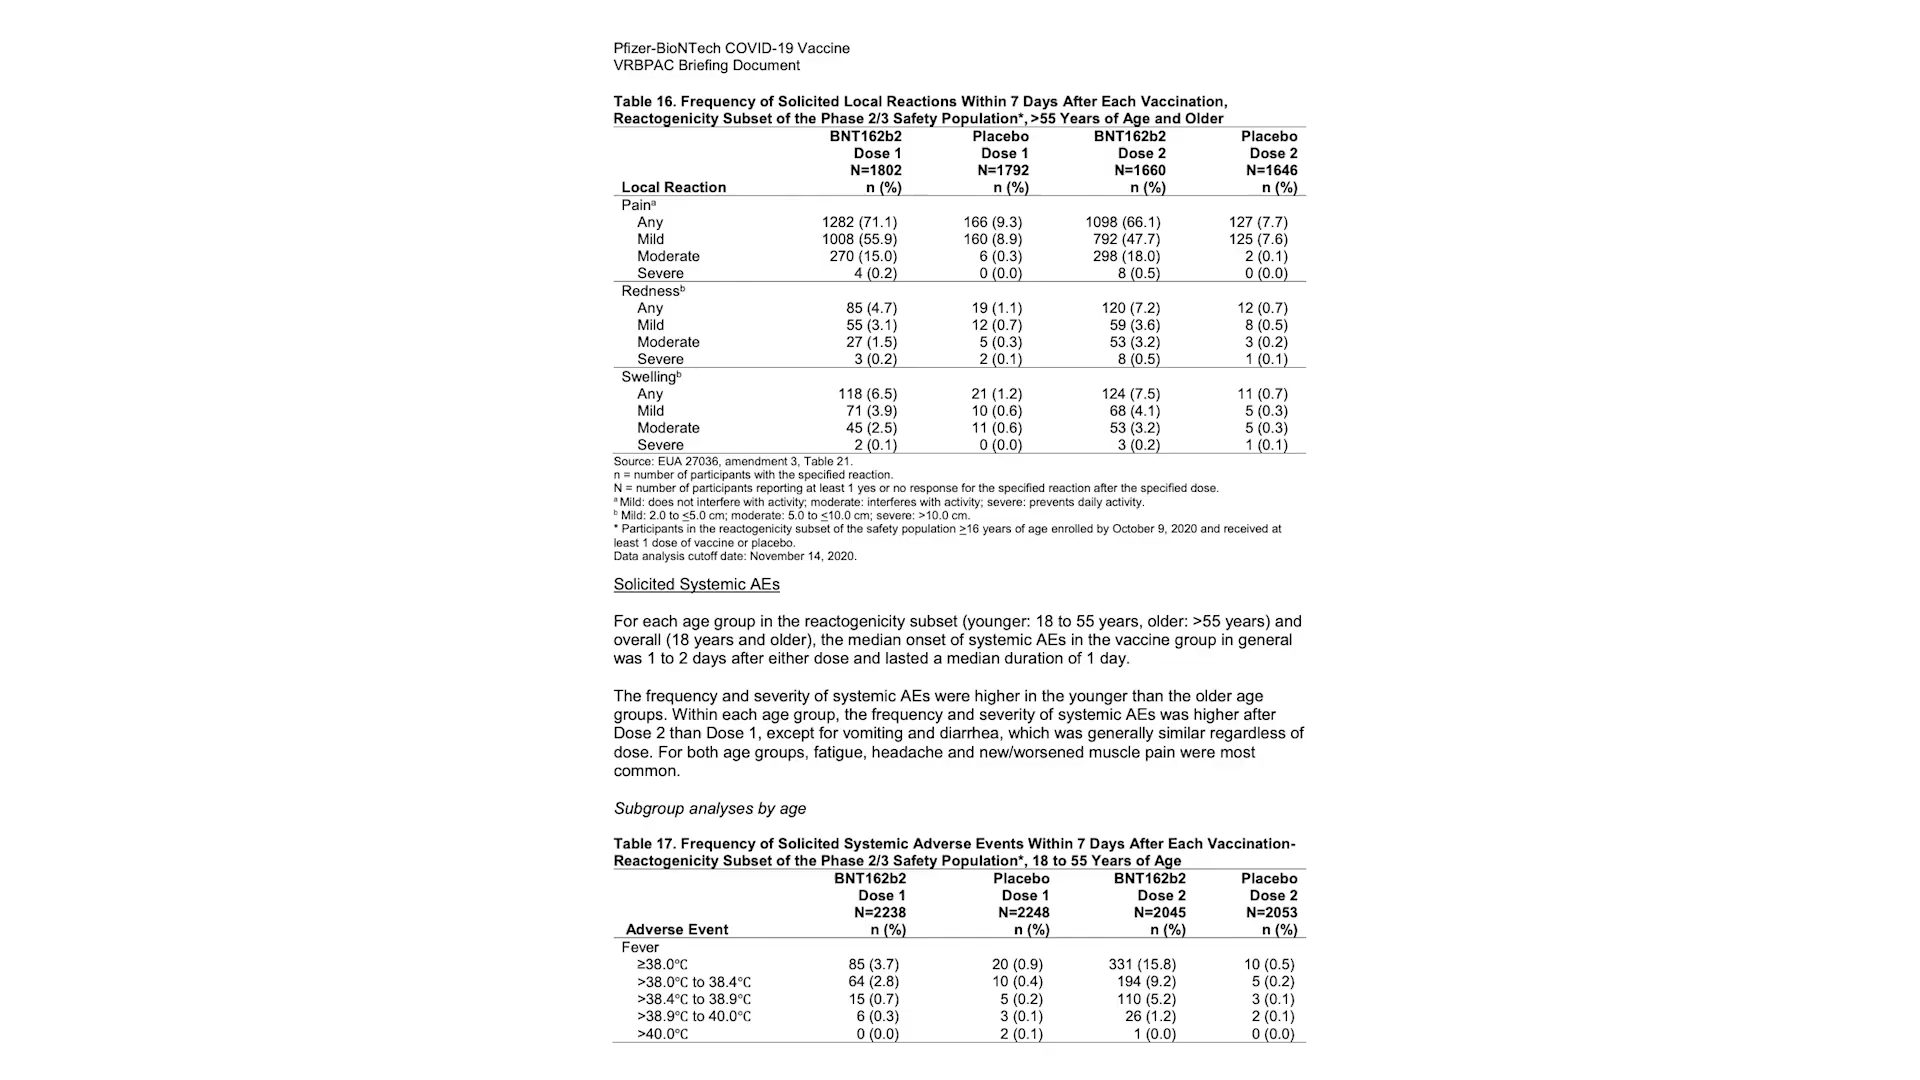 Pfizer-BioNTech COVID-19 Vaccine
VRBPAC Briefing Document
Table 16. Frequency of Solicited Local Reactions Within 7 Days After Each Vaccination,
Reactogenicity Subset of the Phase 2/3 Safety Population*, >55 Years of Age and Older
BNT162b2 Placebo BNT162b2 Placebo
Dose 1 Dose 1 Dose 2 Dose 2
N=1802 N=1792 N=1660 N=1646
Local Reaction n (%) n (%) n (%) n (%)
Painᵃ
Any 1282 (71.1) 166 (9.3) 1098 (66.1) 127 (7.7)
Mild 1008 (55.9) 160 (8.9) 792 (47.7) 125 (7.6)
Moderate 270 (15.0) 6 (0.3) 298 (18.0) 2 (0.1)
Severe 4 (0.2) 0 (0.0) 8 (0.5) 0 (0.0)
Rednessᵇ
Any 85 (4.7) 19 (1.1) 120 (7.2) 12 (0.7)
Mild 55 (3.1) 12 (0.7) 59 (3.6) 8 (0.5)
Moderate 27 (1.5) 5 (0.3) 53 (3.2) 3 (0.2)
Severe 3 (0.2) 2 (0.1) 8 (0.5) 1 (0.1)
Swellingᵇ
Any 118 (6.5) 21 (1.2) 124 (7.5) 11 (0.7)
Mild 71 (3.9) 10 (0.6) 68 (4.1) 5 (0.3)
Moderate 45 (2.5) 11 (0.6) 53 (3.2) 5 (0.3)
Severe 2 (0.1) 0 (0.0) 3 (0.2) 1 (0.1)
Source: EUA 27036, amendment 3, Table 21.
n = number of participants with the specified reaction.
N = number of participants reporting at least 1 yes or no response for the specified reaction after the specified dose.
ᵃ Mild: does not interfere with activity; moderate: interferes with activity; severe: prevents daily activity.
ᵇ Mild: 2.0 to ≤5.0 cm; moderate: 5.0 to ≤10.0 cm; severe: >10.0 cm.
* Participants in the reactogenicity subset of the safety population ≥16 years of age enrolled by October 9, 2020 and received at
least 1 dose of vaccine or placebo.
Data analysis cutoff date: November 14, 2020.
Solicited Systemic AEs
For each age group in the reactogenicity subset (younger: 18 to 55 years, older: >55 years) and
overall (18 years and older), the median onset of systemic AEs in the vaccine group in general
was 1 to 2 days after either dose and lasted a median duration of 1 day.
The frequency and severity of systemic AEs were higher in the younger than the older age
groups. Within each age group, the frequency and severity of systemic AEs was higher after
Dose 2 than Dose 1, except for vomiting and diarrhea, which was generally similar regardless of
dose. For both age groups, fatigue, headache and new/worsened muscle pain were most
common.
Subgroup analyses by age
Table 17. Frequency of Solicited Systemic Adverse Events Within 7 Days After Each Vaccination-
Reactogenicity Subset of the Phase 2/3 Safety Population*, 18 to 55 Years of Age
BNT162b2 Placebo BNT162b2 Placebo
Dose 1 Dose 1 Dose 2 Dose 2
N=2238 N=2248 N=2045 N=2053
Adverse Event n (%) n (%) n (%) n (%)
Fever
≥38.0℃ 85 (3.7) 20 (0.9) 331 (15.8) 10 (0.5)
>38.0℃ to 38.4℃ 64 (2.8) 10 (0.4) 194 (9.2) 5 (0.2)
>38.4℃ to 38.9℃ 15 (0.7) 5 (0.2) 110 (5.2) 3 (0.1)
>38.9℃ to 40.0℃ 6 (0.3) 3 (0.1) 26 (1.2) 2 (0.1)
>40.0℃ 0 (0.0) 2 (0.1) 1 (0.0) 0 (0.0)